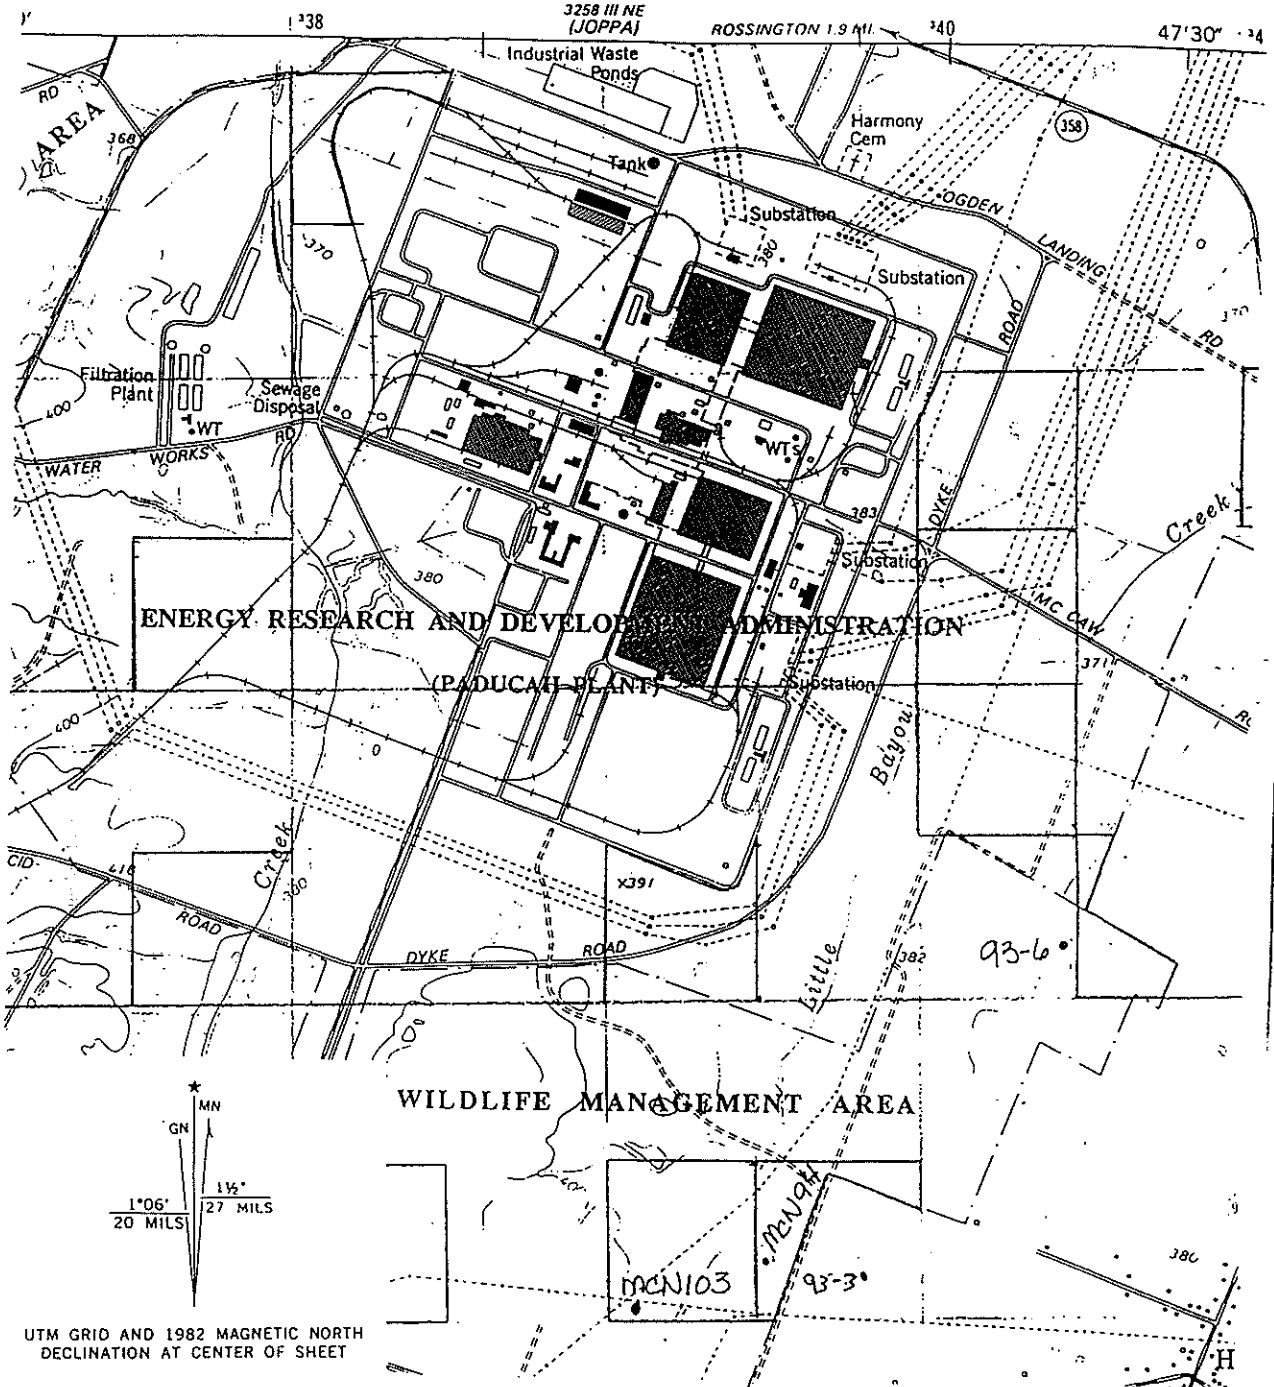 ³38
3258 III NE
(JOPPA)
ROSSINGTON 1.9 MI.
³40
47'30"
Industrial Waste
Ponds
RD
AREA
368
Harmony
Cem
358
Tank
Substation
380
OGDEN
LANDING
RD
370
370
Substation
ROAD
Filtration
Plant
WT
Sewage
Disposal
400
WATER
WORKS
RD
WTS
383
DYKE
Creek
Substation
380
MC CAW
371
ENERGY RESEARCH AND DEVELOPMENT ADMINISTRATION
(PADUCAH PLANT)
Substation
400
Bayou
Creek
ROAD
x391
DYKE
ROAD
Little
382
93-6
WILDLIFE MANAGEMENT AREA
MN
GN
1°06'
20 MILS
1½°
27 MILS
MCN9H
MCN103
93-3
380
H
UTM GRID AND 1982 MAGNETIC NORTH
DECLINATION AT CENTER OF SHEET